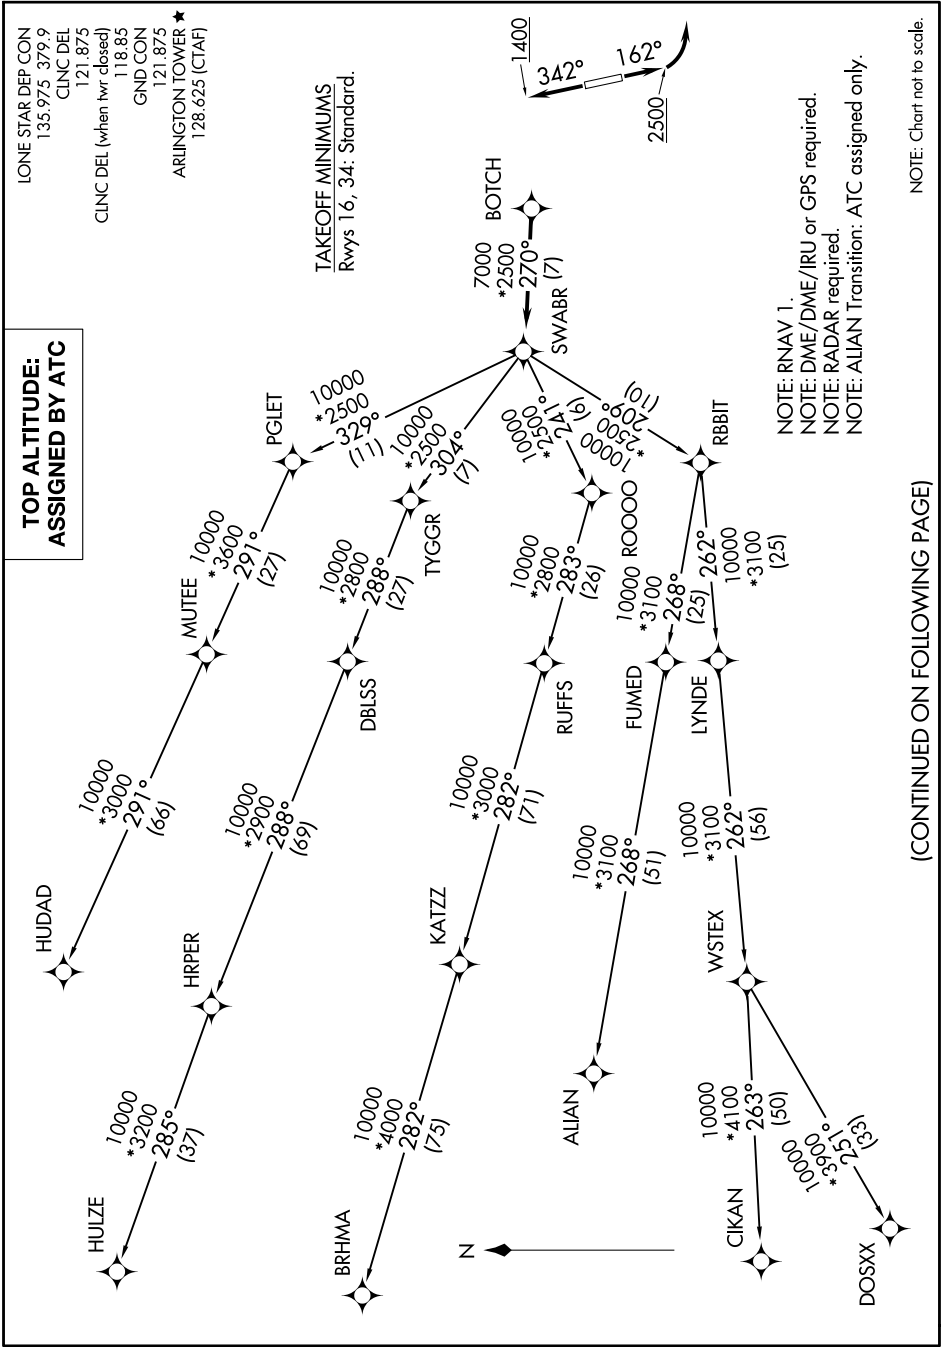 TOP ALTITUDE:
ASSIGNED BY ATC
LONE STAR DEP CON
135.975 379.9
CLNC DEL
121.875
CLNC DEL (when twr closed)
118.85
GND CON
121.875
ARLINGTON TOWER ★
128.625 (CTAF)
TAKEOFF MINIMUMS
Rwys 16, 34: Standard.
1400
342°
162°
2500
BOTCH
7000
*2500
270°
(7)
SWABR
10000
*2500
329°
(11)
PGLET
10000
*3600
291°
(27)
MUTEE
10000
*3000
291°
(66)
HUDAD
10000
*2500
304°
(7)
TYGGR
10000
*2800
288°
(27)
DBLSS
10000
*2900
288°
(69)
HRPER
10000
*3200
285°
(37)
HULZE
10000
*2500
241°
(6)
ROOOO
10000
*2800
283°
(26)
RUFFS
10000
*3000
282°
(71)
KATZZ
10000
*4000
282°
(75)
BRHMA
10000
*2500
209°
(10)
RBBIT
10000
*3100
268°
(25)
FUMED
10000
*3100
268°
(51)
ALIAN
262°
10000
*3100
(25)
LYNDE
10000
*3100
262°
(56)
WSTEX
10000
*4100
263°
(50)
CIKAN
10000
*3900
251°
(33)
DOSXX
N
NOTE: RNAV 1.
NOTE: DME/DME/IRU or GPS required.
NOTE: RADAR required.
NOTE: ALIAN Transition: ATC assigned only.
NOTE: Chart not to scale.
(CONTINUED ON FOLLOWING PAGE)